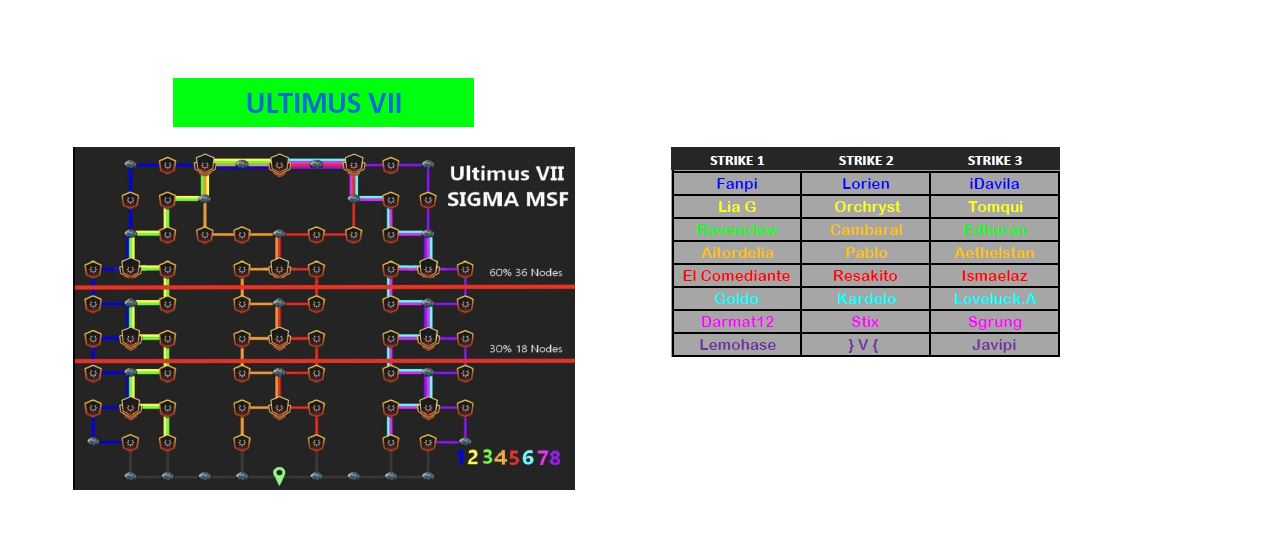 ULTIMUS VII
Ultimus VII
SIGMA MSF
60% 36 Nodes
30% 18 Nodes
12345678
STRIKE 1 STRIKE 2 STRIKE 3
Fanpi Lorien iDavila
Lia G Orchryst Tomqui
Ravenclaw Cambaral Edhuran
Aitordelia Pablo Aethelstan
El Comediante Resakito Ismaelaz
Goldo Kardelo Loveluck.A
Darmat12 Stix Sgrung
Lemohase } V { Javipi